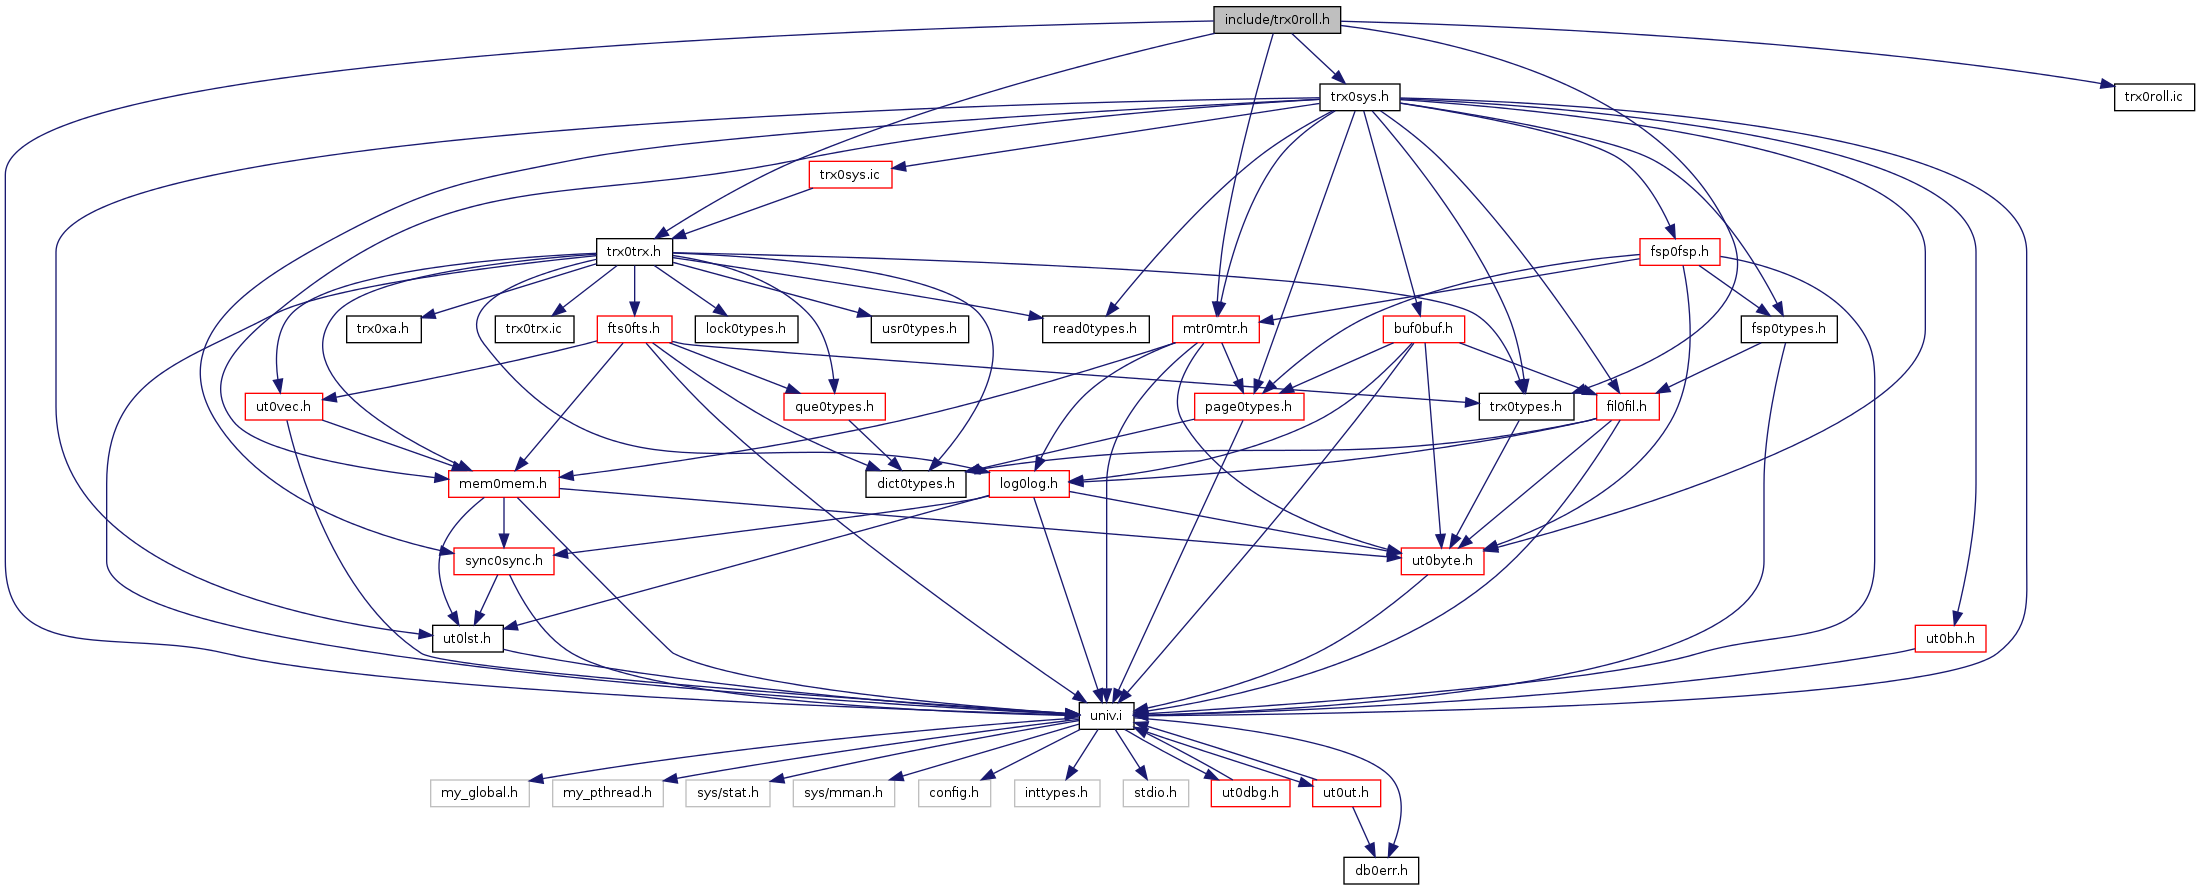 include/trx0roll.h
trx0sys.h
trx0roll.ic
trx0sys.ic
trx0trx.h
fsp0fsp.h
trx0xa.h
trx0trx.ic
fts0fts.h
lock0types.h
usr0types.h
read0types.h
mtr0mtr.h
buf0buf.h
fsp0types.h
ut0vec.h
que0types.h
page0types.h
trx0types.h
fil0fil.h
mem0mem.h
dict0types.h
log0log.h
sync0sync.h
ut0byte.h
ut0lst.h
ut0bh.h
univ.i
my_global.h
my_pthread.h
sys/stat.h
sys/mman.h
config.h
inttypes.h
stdio.h
ut0dbg.h
ut0ut.h
db0err.h